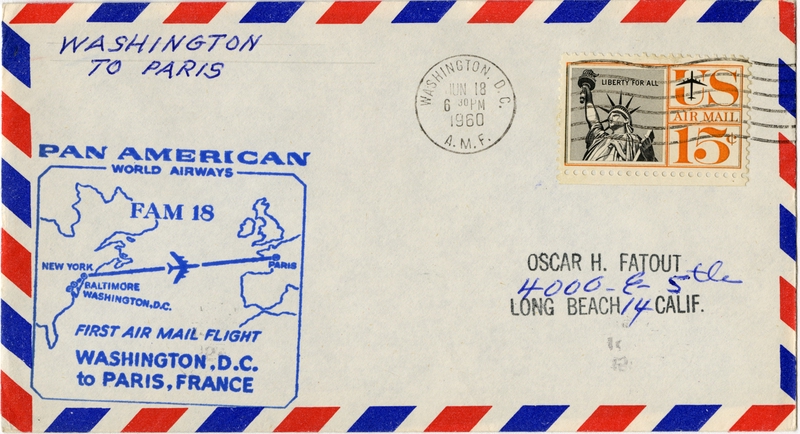 WASHINGTON
TO PARIS
WASHINGTON, D.C.
JUN 18
6 30 PM
1960
A.M.F.
LIBERTY FOR ALL
US
AIR MAIL
15¢
PAN AMERICAN
WORLD AIRWAYS
FAM 18
NEW YORK
PARIS
BALTIMORE
WASHINGTON, D.C.
FIRST AIR MAIL FLIGHT
WASHINGTON, D.C.
to PARIS, FRANCE
OSCAR H. FATOUT
4000 - E - 5th
LONG BEACH 14 CALIF.